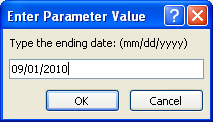 Enter Parameter Value
Type the ending date: (mm/dd/yyyy)
09/01/2010
OK Cancel